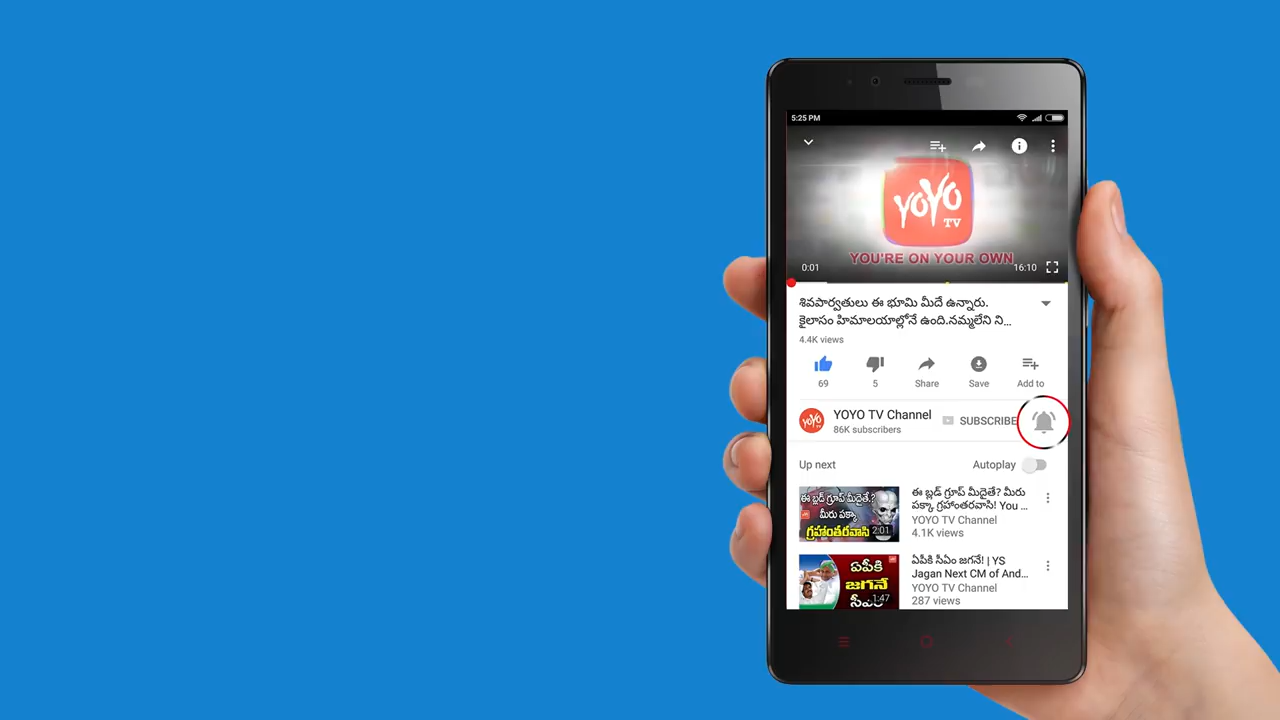 5:25 PM
YOYO
TV
YOU'RE ON YOUR OWN
0:01
16:10
శివపార్వతులు ఈ భూమి మీదే ఉన్నారు.
కైలాసం హిమాలయాల్లోనే ఉంది.నమ్మలేని ని...
4.4K views
69
5
Share
Save
Add to
YOYO TV Channel
SUBSCRIBE
86K subscribers
Up next
Autoplay
ఈ బ్లడ్ గ్రూప్ మీదైతే.?
మీరు పక్కా
గ్రహాంతరవాసి
2:01
ఈ బ్లడ్ గ్రూప్ మీదైతే? మీరు
పక్కా గ్రహాంతరవాసి! You ...
YOYO TV Channel
4.1K views
ఏపీకి
జగనే
సీఎం
1:47
ఏపీకి సీఎం జగనే! | YS
Jagan Next CM of And...
YOYO TV Channel
287 views